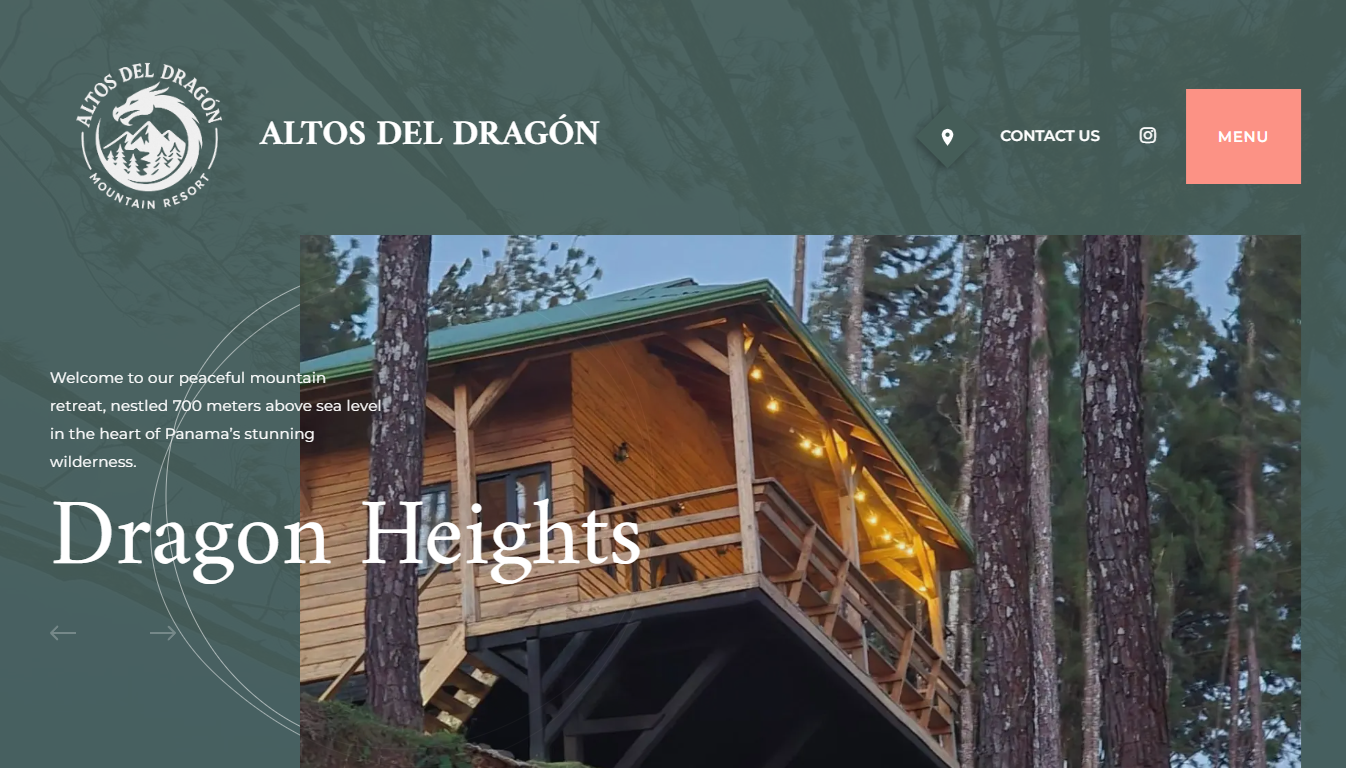 ALTOS DEL DRAGÓN
MOUNTAIN RESORT
ALTOS DEL DRAGÓN
CONTACT US
MENU
Welcome to our peaceful mountain
retreat, nestled 700 meters above sea level
in the heart of Panama’s stunning
wilderness.
Dragon Heights